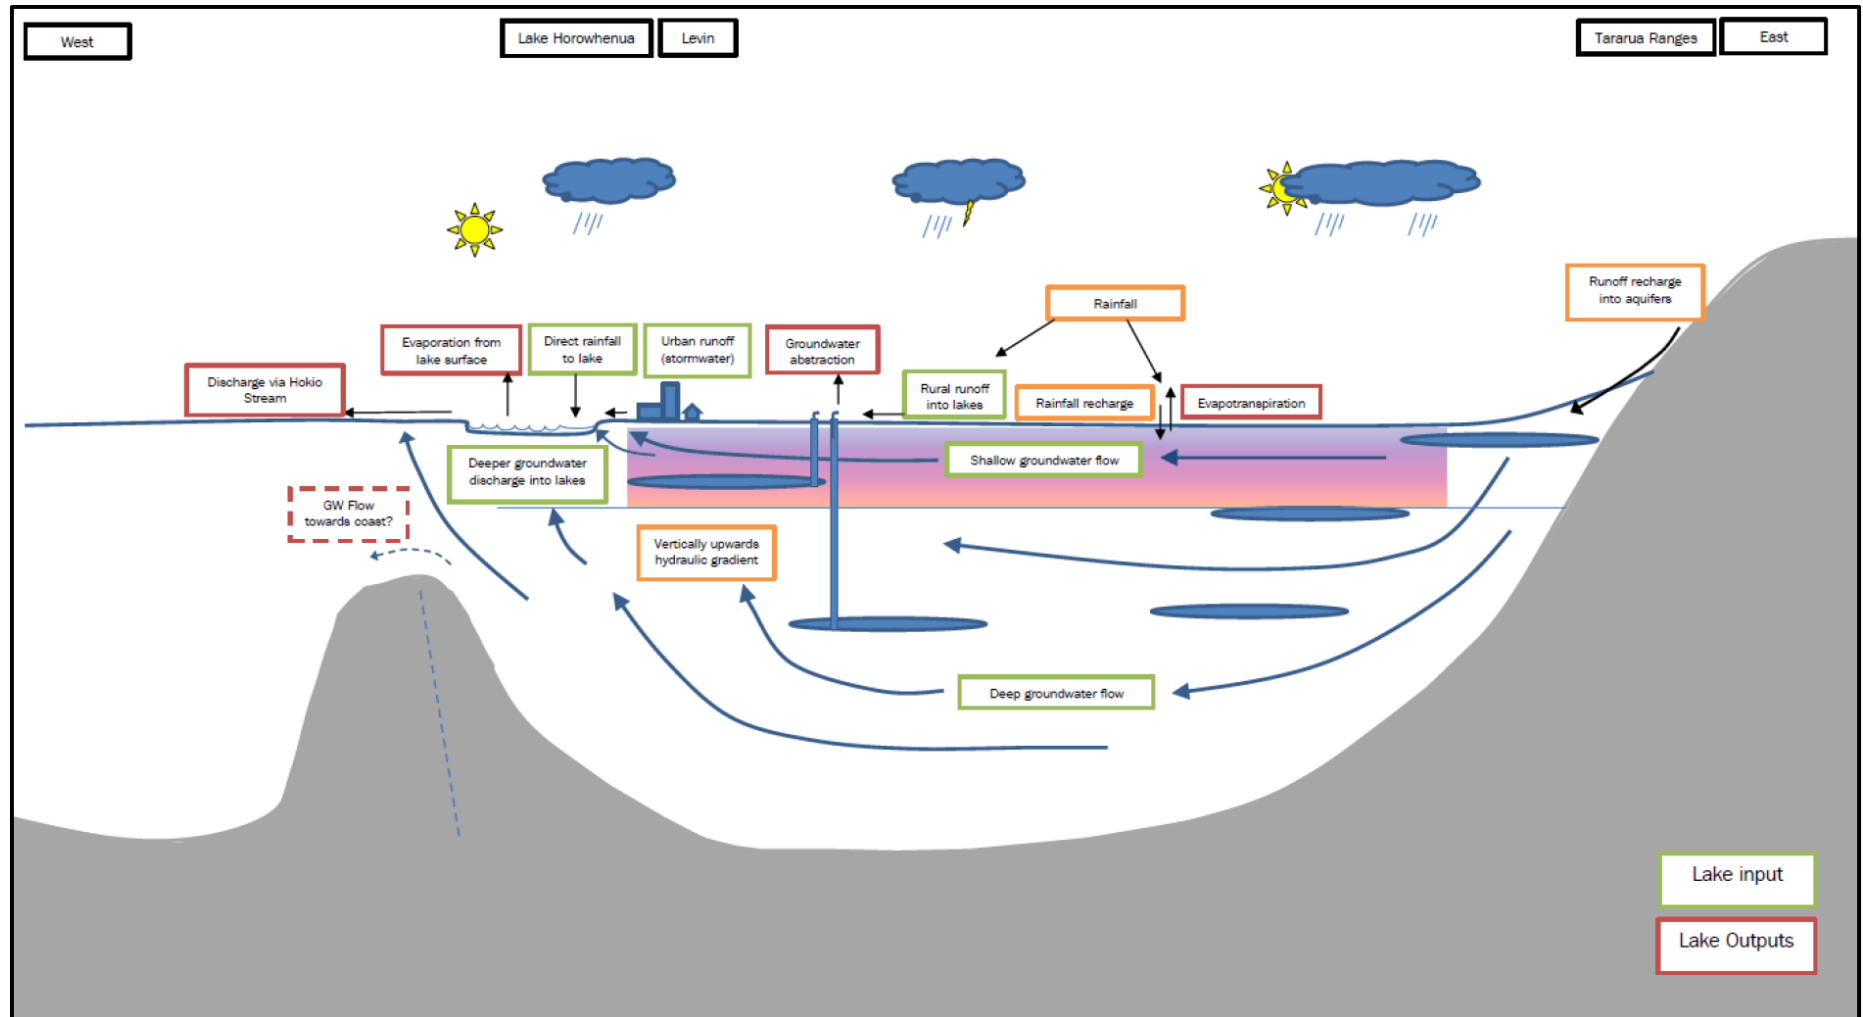 West
Lake Horowhenua
Levin
Tararua Ranges
East
Runoff recharge
into aquifers
Rainfall
Evaporation from
lake surface
Direct rainfall
to lake
Urban runoff
(stormwater)
Groundwater
abstraction
Discharge via Hokio
Stream
Rural runoff
into lakes
Rainfall recharge
Evapotranspiration
Deeper groundwater
discharge into lakes
Shallow groundwater flow
GW Flow
towards coast?
Vertically upwards
hydraulic gradient
Deep groundwater flow
Lake input
Lake Outputs